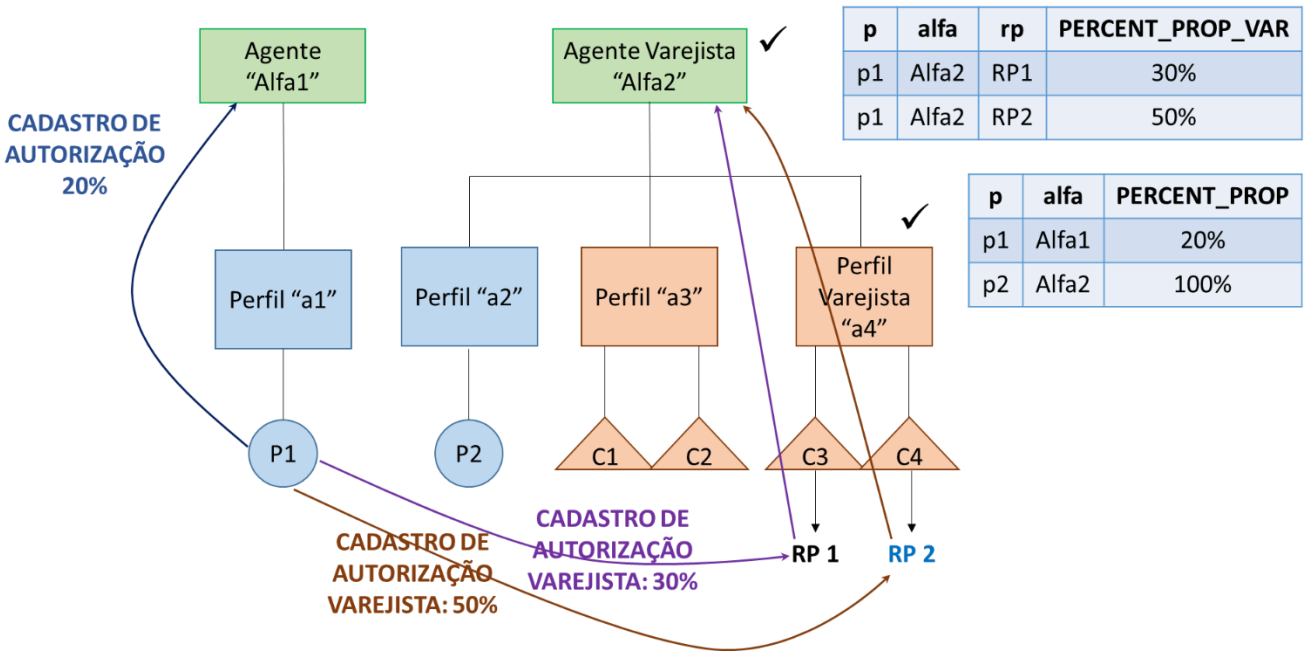 Agente
“Alfa1”
Agente Varejista
“Alfa2”
p alfa rp PERCENT_PROP_VAR
p1 Alfa2 RP1 30%
p1 Alfa2 RP2 50%
CADASTRO DE
AUTORIZAÇÃO
20%
p alfa PERCENT_PROP
p1 Alfa1 20%
p2 Alfa2 100%
Perfil “a1”
Perfil “a2”
Perfil “a3”
Perfil
Varejista
“a4”
P1
P2
C1
C2
C3
C4
CADASTRO DE
AUTORIZAÇÃO
VAREJISTA: 30%
CADASTRO DE
AUTORIZAÇÃO
VAREJISTA: 50%
RP 1
RP 2